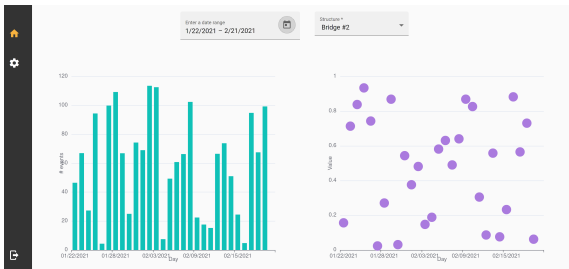 Enter a date range
1/22/2021 – 2/21/2021
Structure *
Bridge #2
120
100
80
60
40
20
0
# events
01/22/2021
01/28/2021
02/03/2021
02/09/2021
02/15/2021
Day
1
0.8
0.6
0.4
0.2
0
Value
01/22/2021
01/28/2021
02/03/2021
02/09/2021
02/15/2021
Day